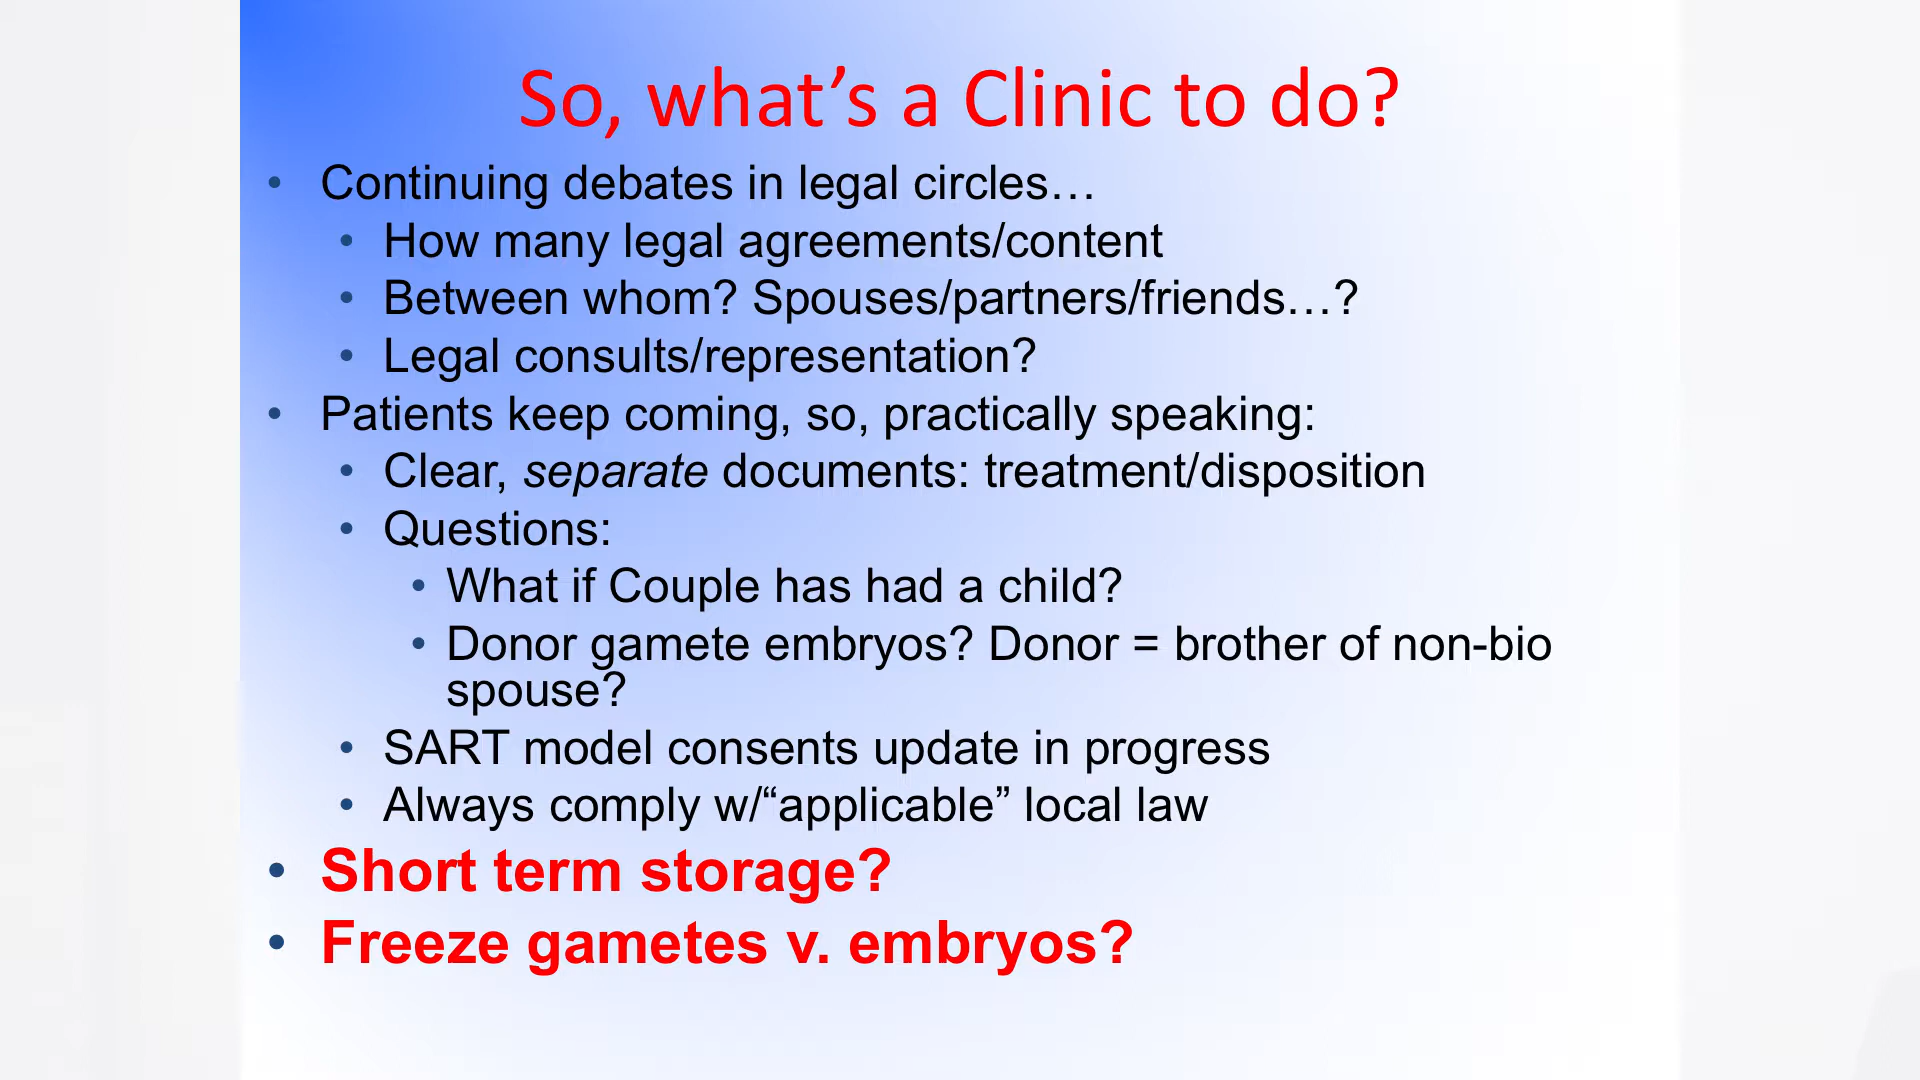 So, what’s a Clinic to do?
• Continuing debates in legal circles…
• How many legal agreements/content
• Between whom? Spouses/partners/friends…?
• Legal consults/representation?
• Patients keep coming, so, practically speaking:
• Clear, separate documents: treatment/disposition
• Questions:
• What if Couple has had a child?
• Donor gamete embryos? Donor = brother of non-bio
spouse?
• SART model consents update in progress
• Always comply w/“applicable” local law
• Short term storage?
• Freeze gametes v. embryos?